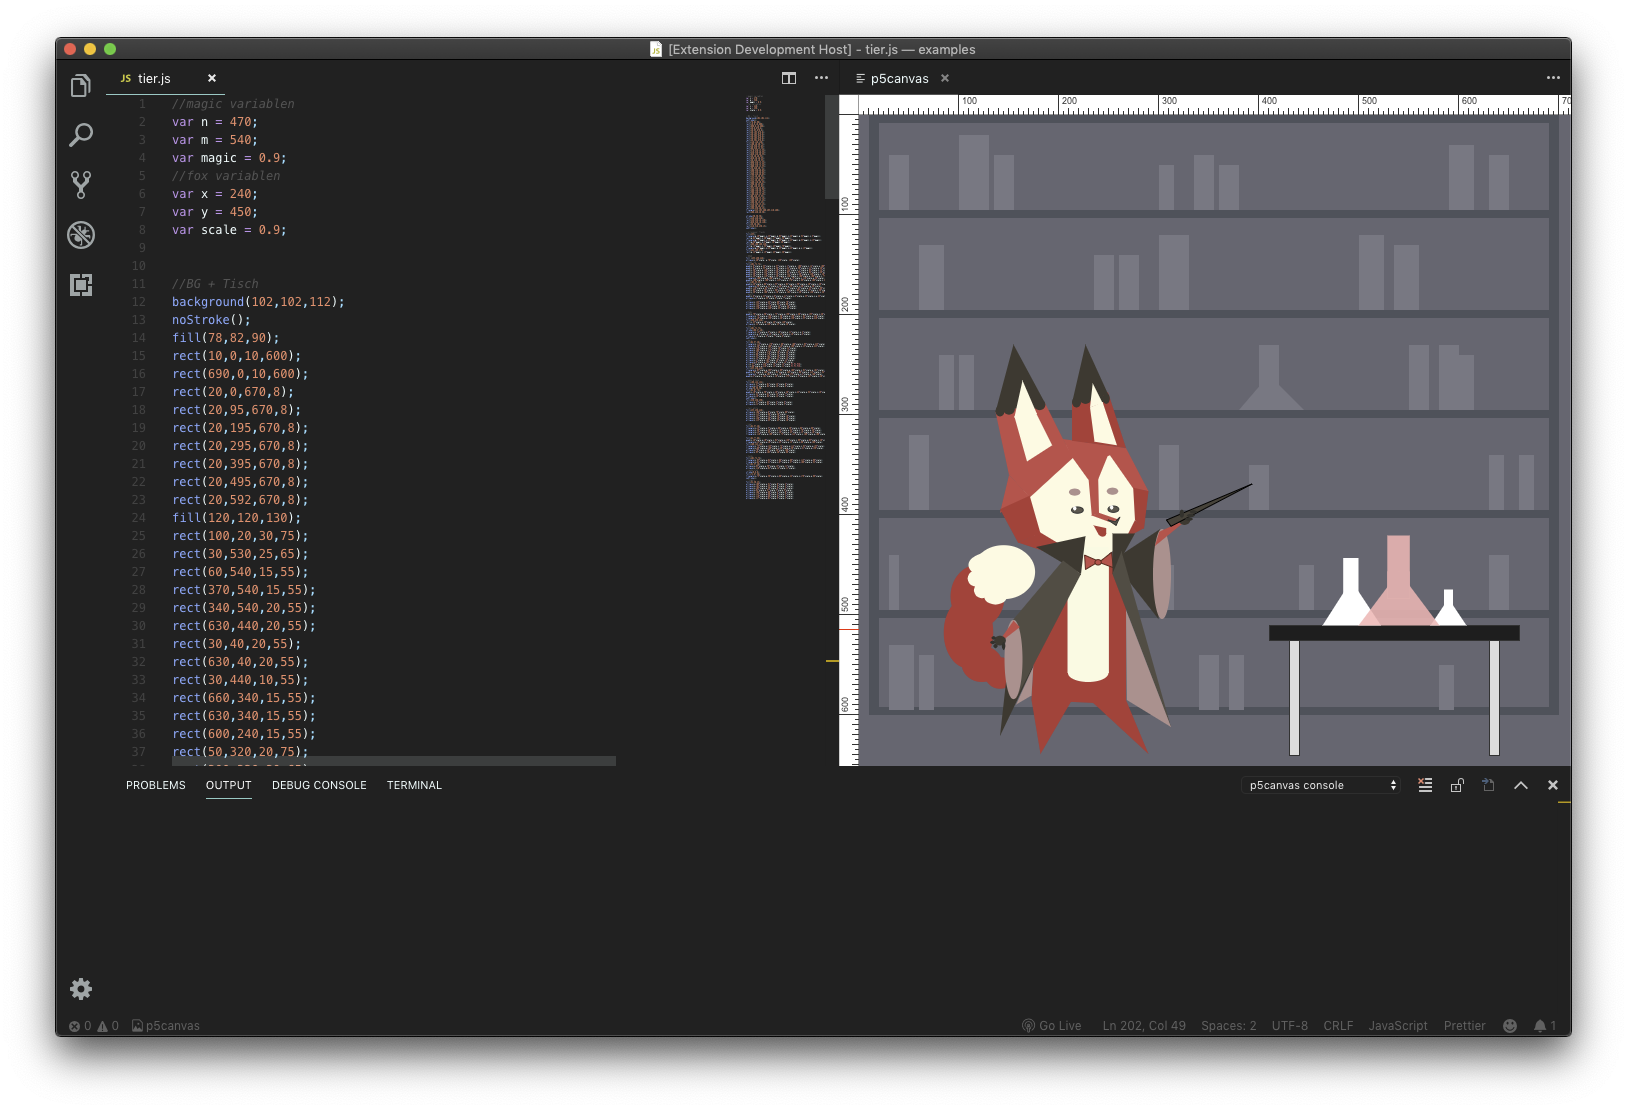 [Extension Development Host] - tier.js — examples
JS tier.js
p5canvas
1 //magic variablen
2 var n = 470;
3 var m = 540;
4 var magic = 0.9;
5 //fox variablen
6 var x = 240;
7 var y = 450;
8 var scale = 0.9;
9
10
11 //BG + Tisch
12 background(102,102,112);
13 noStroke();
14 fill(78,82,90);
15 rect(10,0,10,600);
16 rect(690,0,10,600);
17 rect(20,0,670,8);
18 rect(20,95,670,8);
19 rect(20,195,670,8);
20 rect(20,295,670,8);
21 rect(20,395,670,8);
22 rect(20,495,670,8);
23 rect(20,592,670,8);
24 fill(120,120,130);
25 rect(100,20,30,75);
26 rect(30,530,25,65);
27 rect(60,540,15,55);
28 rect(370,540,15,55);
29 rect(340,540,20,55);
30 rect(630,440,20,55);
31 rect(30,40,20,55);
32 rect(630,40,20,55);
33 rect(30,440,10,55);
34 rect(660,340,15,55);
35 rect(630,340,15,55);
36 rect(600,240,15,55);
37 rect(50,320,20,75);
100 200 300 400 500 600 70
100
200
300
400
500
600
PROBLEMS OUTPUT DEBUG CONSOLE TERMINAL
p5canvas console
0 0 p5canvas
Go Live Ln 202, Col 49 Spaces: 2 UTF-8 CRLF JavaScript Prettier 1